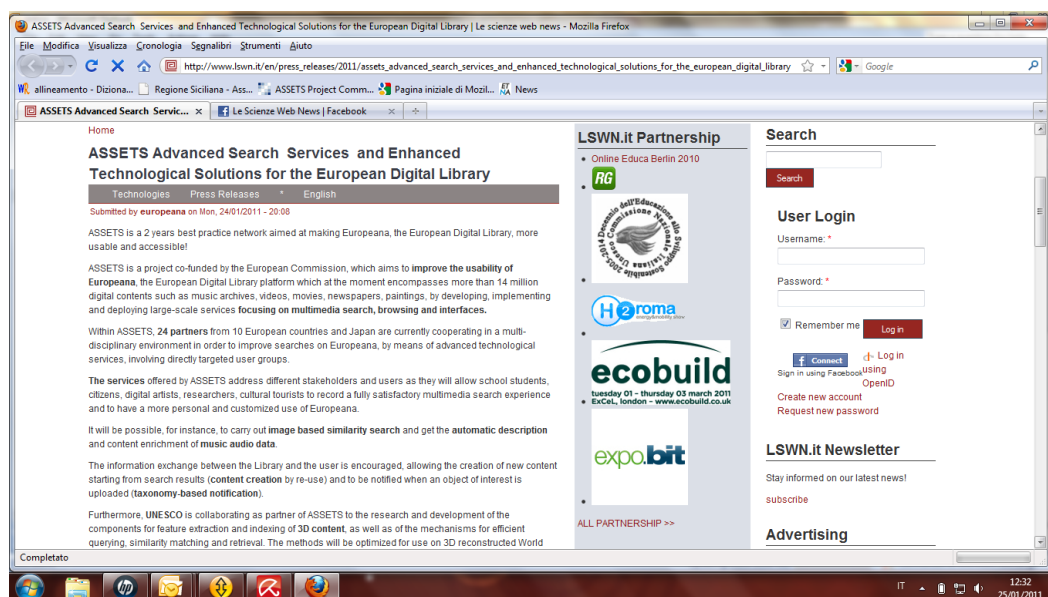 ASSETS Advanced Search Services and Enhanced Technological Solutions for the European Digital Library | Le scienze web news - Mozilla Firefox
File Modifica Visualizza Cronologia Segnalibri Strumenti Aiuto
http://www.lswn.it/en/press_releases/2011/assets_advanced_search_services_and_enhanced_technological_solutions_for_the_european_digital_library
Google
allineamento - Diziona... Regione Siciliana - Ass... ASSETS Project Comm... Pagina iniziale di Mozil... News
ASSETS Advanced Search Servic... Le Scienze Web News | Facebook
Home
ASSETS Advanced Search Services and Enhanced
Technological Solutions for the European Digital Library
Technologies Press Releases * English
Submitted by europeana on Mon, 24/01/2011 - 20:08
ASSETS is a 2 years best practice network aimed at making Europeana, the European Digital Library, more
usable and accessible!
ASSETS is a project co-funded by the European Commission, which aims to improve the usability of
Europeana, the European Digital Library platform which at the moment encompasses more than 14 million
digital contents such as music archives, videos, movies, newspapers, paintings, by developing, implementing
and deploying large-scale services focusing on multimedia search, browsing and interfaces.
Within ASSETS, 24 partners from 10 European countries and Japan are currently cooperating in a multi-
disciplinary environment in order to improve searches on Europeana, by means of advanced technological
services, involving directly targeted user groups.
The services offered by ASSETS address different stakeholders and users as they will allow school students,
citizens, digital artists, researchers, cultural tourists to record a fully satisfactory multimedia search experience
and to have a more personal and customized use of Europeana.
It will be possible, for instance, to carry out image based similarity search and get the automatic description
and content enrichment of music audio data.
The information exchange between the Library and the user is encouraged, allowing the creation of new content
starting from search results (content creation by re-use) and to be notified when an object of interest is
uploaded (taxonomy-based notification).
Furthermore, UNESCO is collaborating as partner of ASSETS to the research and development of the
components for feature extraction and indexing of 3D content, as well as of the mechanisms for efficient
querying, similarity matching and retrieval. The methods will be optimized for use on 3D reconstructed World
LSWN.it Partnership
Online Educa Berlin 2010
RG
2005-2014 Decennio dell'Educazione allo Sviluppo Sostenibile
Commissione Nazionale Italiana Unesco
H2roma
energy&mobility show
ecobuild
tuesday 01 - thursday 03 march 2011
ExCeL, london - www.ecobuild.co.uk
expo.bit
ALL PARTNERSHIP >>
Search
Search
User Login
Username: *
Password: *
Remember me
Log in
f Connect
Sign in using Facebook
Log in
using
OpenID
Create new account
Request new password
LSWN.it Newsletter
Stay informed on our latest news!
subscribe
Advertising
Completato
hp
IT
12:32
25/01/2011